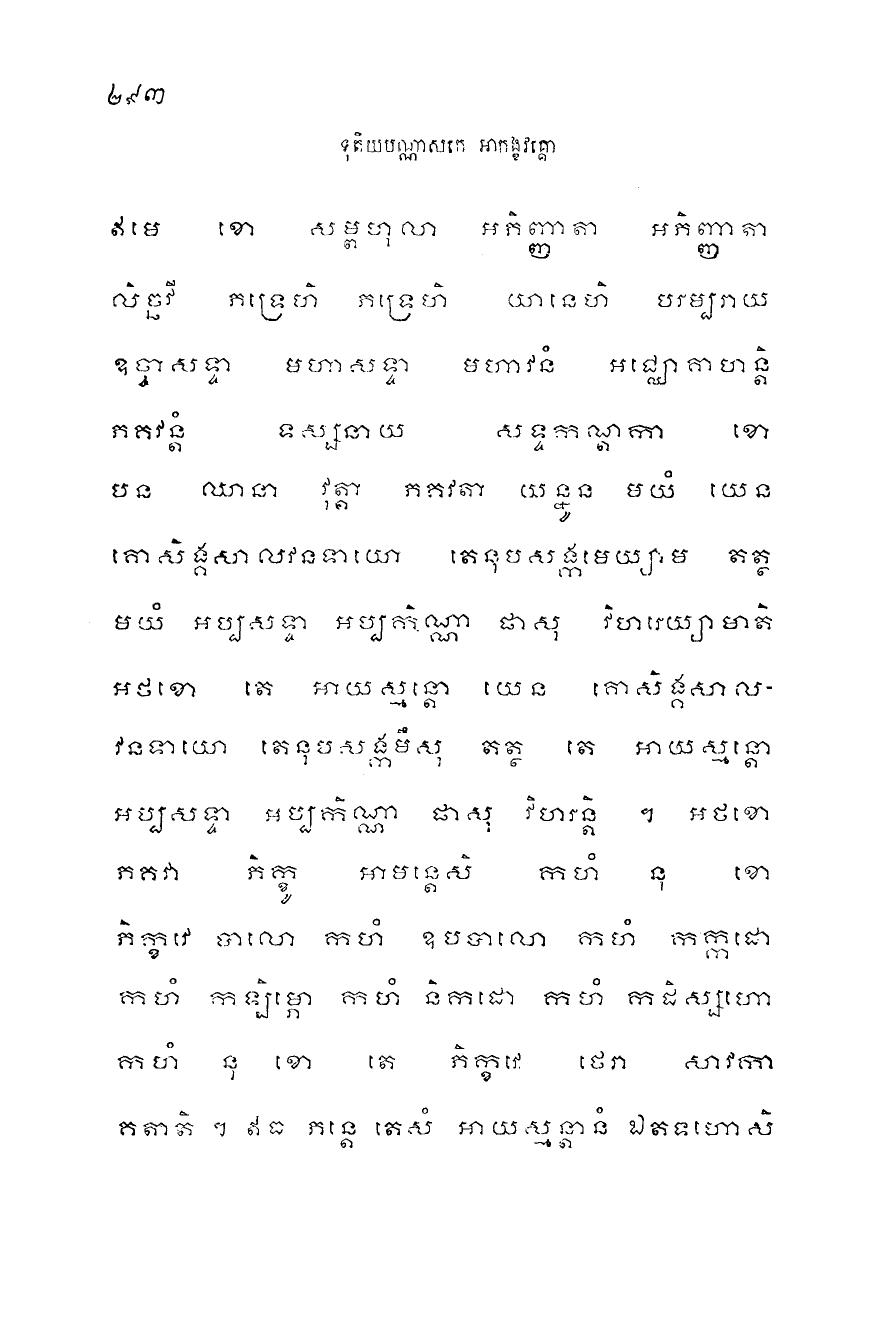 ២៩៣
ទុតិយបណ្ណាសកេ អាកង្ខវគ្គោ
ឥមេ ខោ សម្ពហុលា អភិញ្ញាតា អភិញ្ញាតា
លិច្ឆវី ភទ្រេហិ ភទ្រេហិ យានេហិ បរម្បរាយ
ឧច្ចាសទ្ទា មហាសទ្ទា មហាវនំ អជ្ឈោគាហន្តិ
ភគវន្តំ ទស្សនាយ សទ្ទកណ្តកា ខោ
បន ឈានា វុត្តា ភគវតា យន្នូន មយំ យេន
គោសិង្គសាលវនទាយោ តេនុបសង្កមេយ្យាម តត្ថ
មយំ អប្បសទ្ទា អប្បកិណ្ណា ផាសុ វិហរេយ្យាមាតិ
អថខោ តេ អាយស្មន្តោ យេន គោសិង្គសាល-
វនទាយោ តេនុបសង្កមឹសុ តត្ថ តេ អាយស្មន្តោ
អប្បសទ្ទា អប្បកិណ្ណា ផាសុ វិហរន្តិ ។ អថខោ
ភគវា ភិក្ខូ អាមន្តេសិ កហំ នុ ខោ
ភិក្ខវេ ចាលោ កហំ ឧបចាលោ កហំ កក្កដោ
កហំ កឡិម្ភោ កហំ និកដោ កហំ កដិស្សហោ
កហំ នុ ខោ តេ ភិក្ខវេ ថេរា សាវកា
គតាតិ ។ ឥធ ភន្តេ តេសំ អាយស្មន្តានំ ឯតទហោសិ